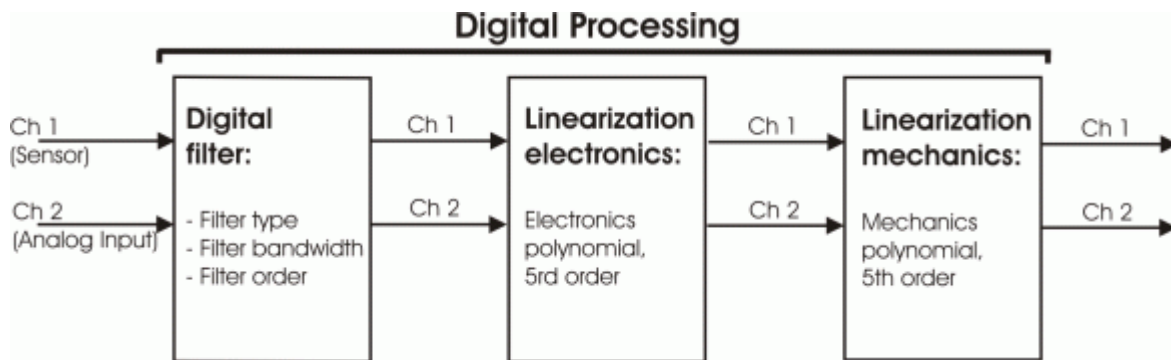 Digital Processing
Ch 1
(Sensor)
Ch 2
(Analog Input)
Digital
filter:
- Filter type
- Filter bandwidth
- Filter order
Ch 1
Ch 2
Linearization
electronics:
Electronics
polynomial,
5rd order
Ch 1
Ch 2
Linearization
mechanics:
Mechanics
polynomial,
5th order
Ch 1
Ch 2